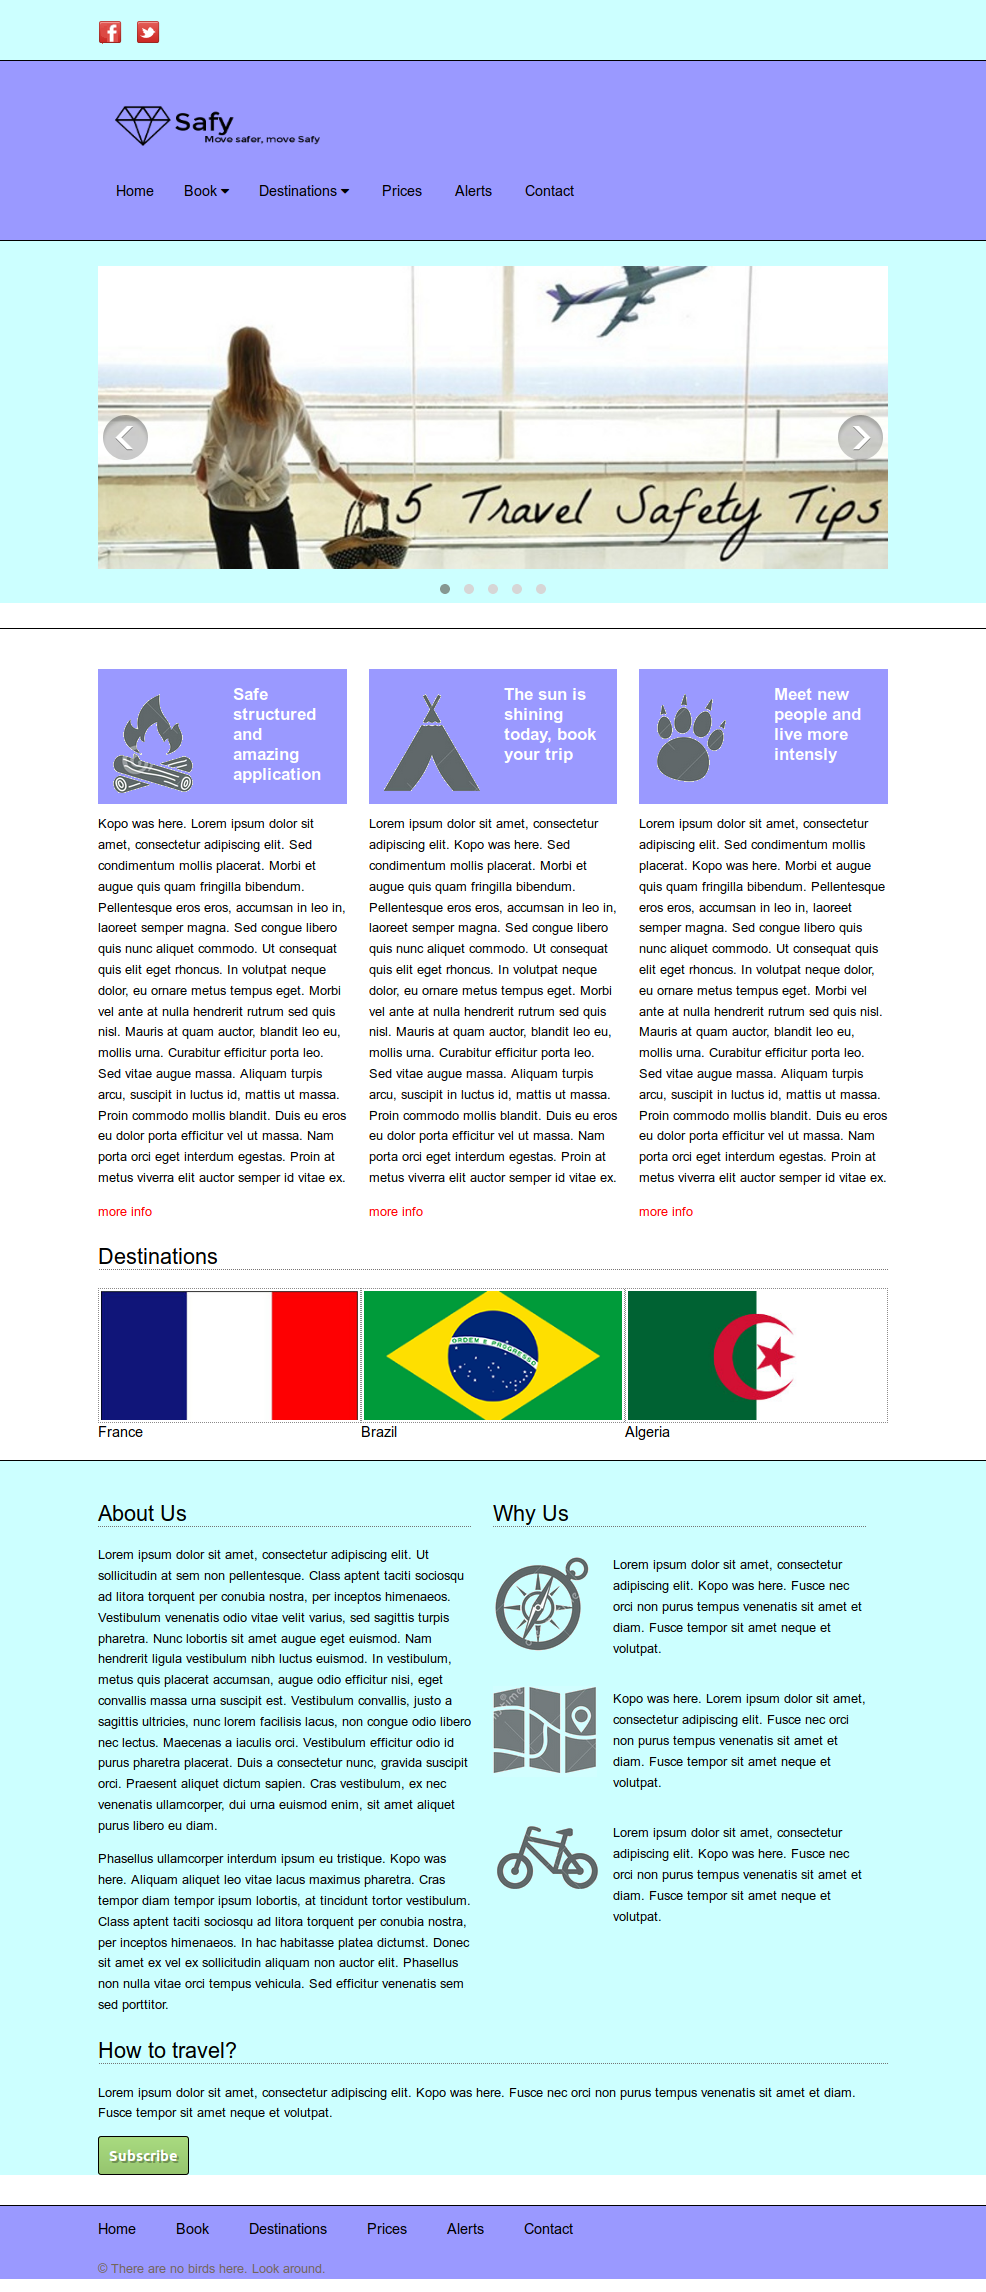 Safy
Move safer, move Safy
Home Book Destinations Prices Alerts Contact
5 Travel Safety Tips
Safe
structured
and
amazing
application
The sun is
shining
today, book
your trip
Meet new
people and
live more
intensly
Kopo was here. Lorem ipsum dolor sit
amet, consectetur adipiscing elit. Sed
condimentum mollis placerat. Morbi et
augue quis quam fringilla bibendum.
Pellentesque eros eros, accumsan in leo in,
laoreet semper magna. Sed congue libero
quis nunc aliquet commodo. Ut consequat
quis elit eget rhoncus. In volutpat neque
dolor, eu ornare metus tempus eget. Morbi
vel ante at nulla hendrerit rutrum sed quis
nisl. Mauris at quam auctor, blandit leo eu,
mollis urna. Curabitur efficitur porta leo.
Sed vitae augue massa. Aliquam turpis
arcu, suscipit in luctus id, mattis ut massa.
Proin commodo mollis blandit. Duis eu eros
eu dolor porta efficitur vel ut massa. Nam
porta orci eget interdum egestas. Proin at
metus viverra elit auctor semper id vitae ex.
more info
Lorem ipsum dolor sit amet, consectetur
adipiscing elit. Kopo was here. Sed
condimentum mollis placerat. Morbi et
augue quis quam fringilla bibendum.
Pellentesque eros eros, accumsan in leo in,
laoreet semper magna. Sed congue libero
quis nunc aliquet commodo. Ut consequat
quis elit eget rhoncus. In volutpat neque
dolor, eu ornare metus tempus eget. Morbi
vel ante at nulla hendrerit rutrum sed quis
nisl. Mauris at quam auctor, blandit leo eu,
mollis urna. Curabitur efficitur porta leo.
Sed vitae augue massa. Aliquam turpis
arcu, suscipit in luctus id, mattis ut massa.
Proin commodo mollis blandit. Duis eu eros
eu dolor porta efficitur vel ut massa. Nam
porta orci eget interdum egestas. Proin at
metus viverra elit auctor semper id vitae ex.
more info
Lorem ipsum dolor sit amet, consectetur
adipiscing elit. Sed condimentum mollis
placerat. Kopo was here. Morbi et augue
quis quam fringilla bibendum. Pellentesque
eros eros, accumsan in leo in, laoreet
semper magna. Sed congue libero quis
nunc aliquet commodo. Ut consequat quis
elit eget rhoncus. In volutpat neque dolor,
eu ornare metus tempus eget. Morbi vel
ante at nulla hendrerit rutrum sed quis nisl.
Mauris at quam auctor, blandit leo eu,
mollis urna. Curabitur efficitur porta leo.
Sed vitae augue massa. Aliquam turpis
arcu, suscipit in luctus id, mattis ut massa.
Proin commodo mollis blandit. Duis eu eros
eu dolor porta efficitur vel ut massa. Nam
porta orci eget interdum egestas. Proin at
metus viverra elit auctor semper id vitae ex.
more info
Destinations
ORDEM E PROGRESSO
France
Brazil
Algeria
About Us
Lorem ipsum dolor sit amet, consectetur adipiscing elit. Ut
sollicitudin at sem non pellentesque. Class aptent taciti sociosqu
ad litora torquent per conubia nostra, per inceptos himenaeos.
Vestibulum venenatis odio vitae velit varius, sed sagittis turpis
pharetra. Nunc lobortis sit amet augue eget euismod. Nam
hendrerit ligula vestibulum nibh luctus euismod. In vestibulum,
metus quis placerat accumsan, augue odio efficitur nisi, eget
convallis massa urna suscipit est. Vestibulum convallis, justo a
sagittis ultricies, nunc lorem facilisis lacus, non congue odio libero
nec lectus. Maecenas a iaculis orci. Vestibulum efficitur odio id
purus pharetra placerat. Duis a consectetur nunc, gravida suscipit
orci. Praesent aliquet dictum sapien. Cras vestibulum, ex nec
venenatis ullamcorper, dui urna euismod enim, sit amet aliquet
purus libero eu diam.
Phasellus ullamcorper interdum ipsum eu tristique. Kopo was
here. Aliquam aliquet leo vitae lacus maximus pharetra. Cras
tempor diam tempor ipsum lobortis, at tincidunt tortor vestibulum.
Class aptent taciti sociosqu ad litora torquent per conubia nostra,
per inceptos himenaeos. In hac habitasse platea dictumst. Donec
sit amet ex vel ex sollicitudin aliquam non auctor elit. Phasellus
non nulla vitae orci tempus vehicula. Sed efficitur venenatis sem
sed porttitor.
Why Us
Lorem ipsum dolor sit amet, consectetur
adipiscing elit. Kopo was here. Fusce nec
orci non purus tempus venenatis sit amet et
diam. Fusce tempor sit amet neque et
volutpat.
Kopo was here. Lorem ipsum dolor sit amet,
consectetur adipiscing elit. Fusce nec orci
non purus tempus venenatis sit amet et
diam. Fusce tempor sit amet neque et
volutpat.
Lorem ipsum dolor sit amet, consectetur
adipiscing elit. Kopo was here. Fusce nec
orci non purus tempus venenatis sit amet et
diam. Fusce tempor sit amet neque et
volutpat.
How to travel?
Lorem ipsum dolor sit amet, consectetur adipiscing elit. Kopo was here. Fusce nec orci non purus tempus venenatis sit amet et diam.
Fusce tempor sit amet neque et volutpat.
Subscribe
Home Book Destinations Prices Alerts Contact
© There are no birds here. Look around.